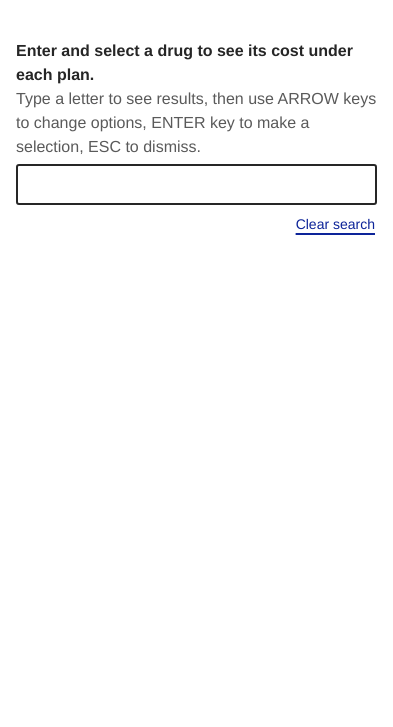 Enter and select a drug to see its cost under
each plan.
Type a letter to see results, then use ARROW keys
to change options, ENTER key to make a
selection, ESC to dismiss.
Clear search